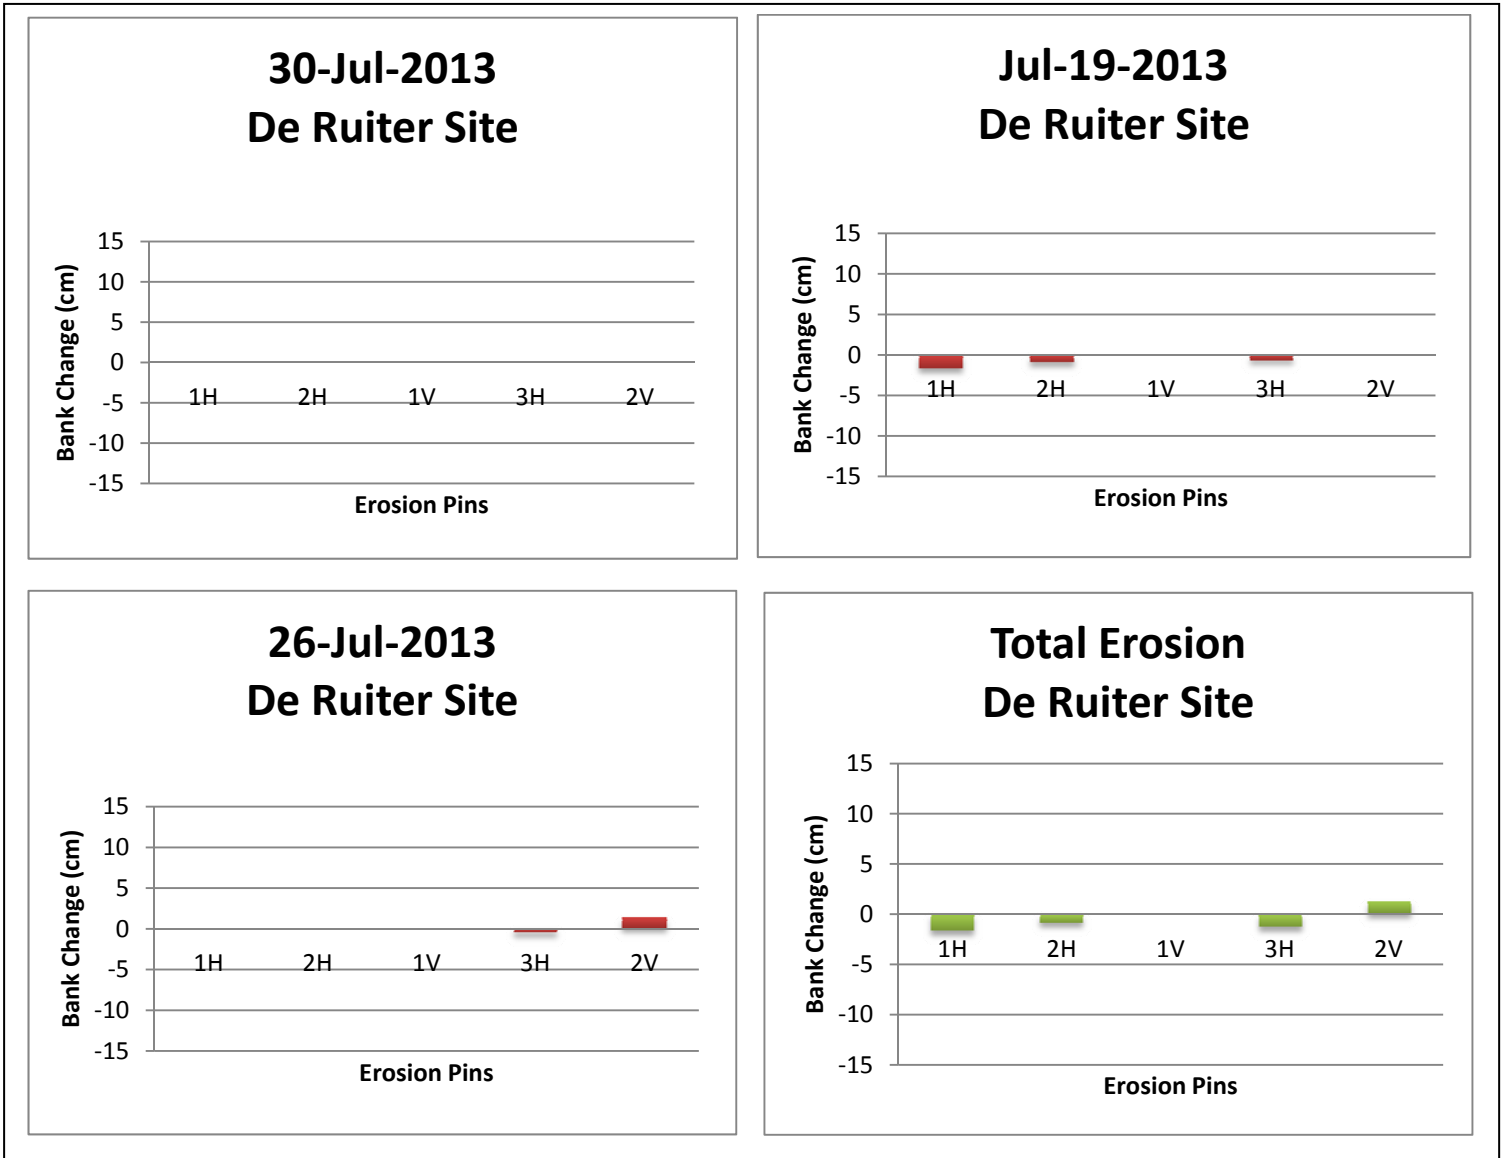 30-Jul-2013
De Ruiter Site
15
10
5
0
-5
-10
-15
Bank Change (cm)
1H 2H 1V 3H 2V
Erosion Pins
Jul-19-2013
De Ruiter Site
15
10
5
0
-5
-10
-15
Bank Change (cm)
1H 2H 1V 3H 2V
Erosion Pins
26-Jul-2013
De Ruiter Site
15
10
5
0
-5
-10
-15
Bank Change (cm)
1H 2H 1V 3H 2V
Erosion Pins
Total Erosion
De Ruiter Site
15
10
5
0
-5
-10
-15
Bank Change (cm)
1H 2H 1V 3H 2V
Erosion Pins